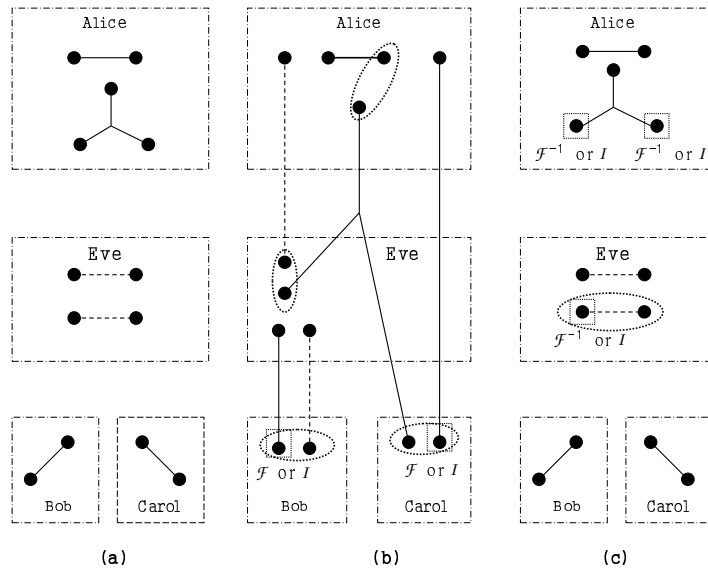 Alice
Eve
Bob
Carol
(a)
Alice
Eve
ℱ or I
Bob
ℱ or I
Carol
(b)
Alice
ℱ⁻¹ or I
ℱ⁻¹ or I
Eve
ℱ⁻¹ or I
Bob
Carol
(c)